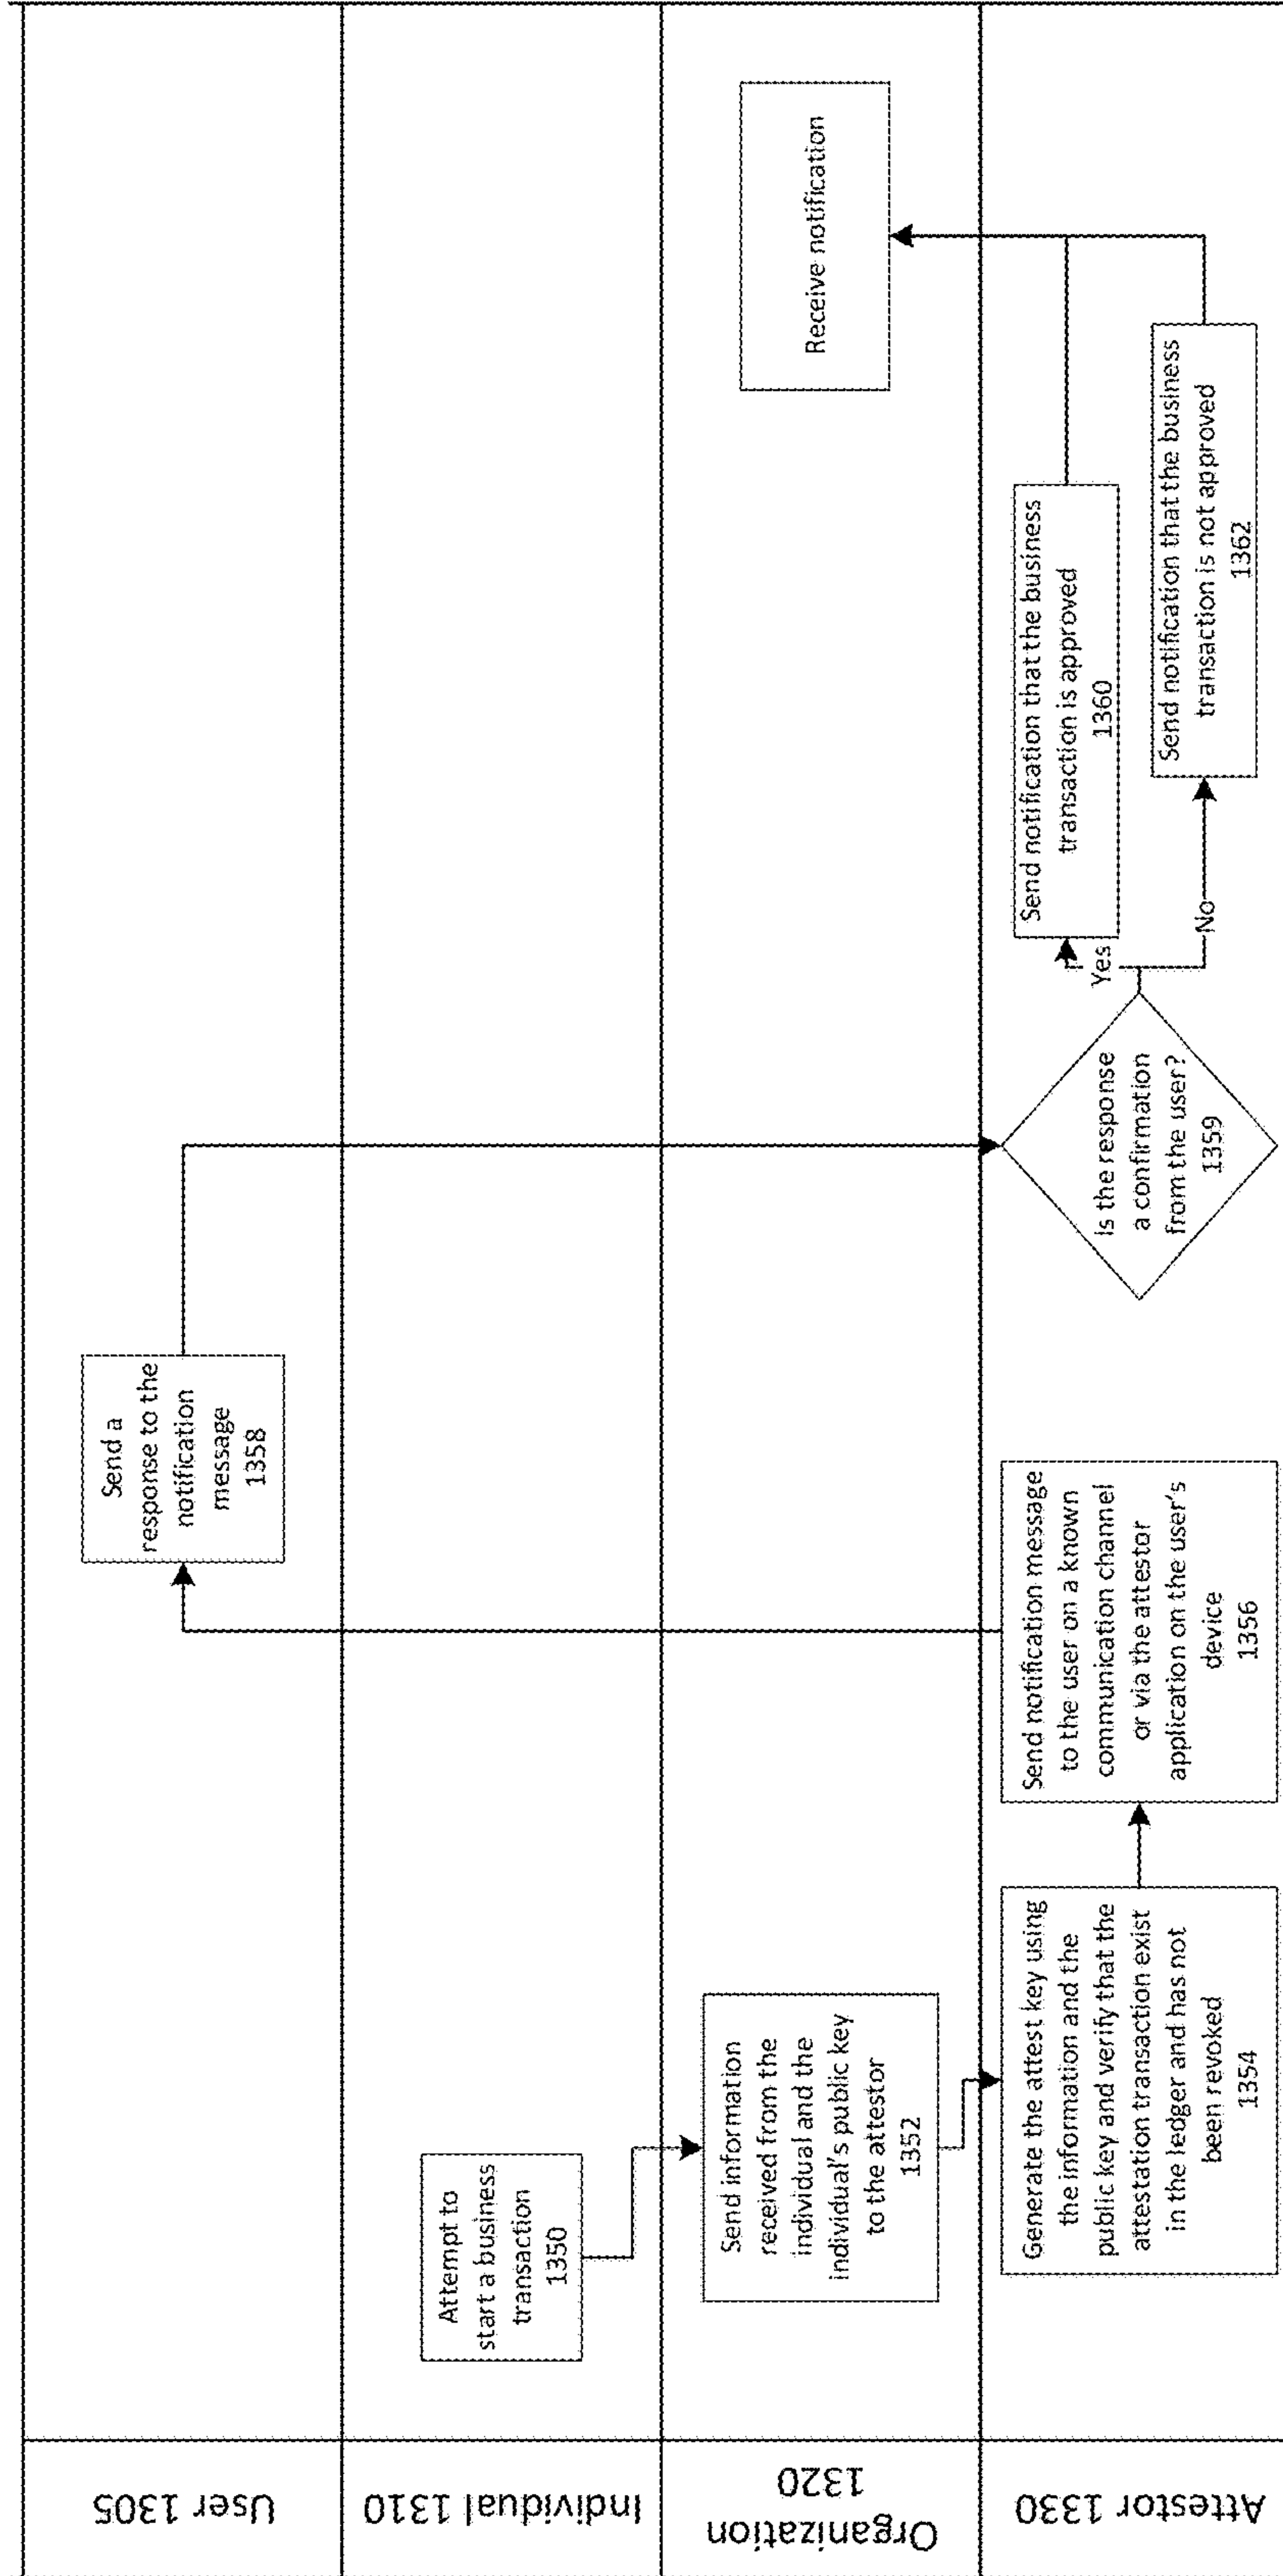 User 1305
Send a
response to the
notification
message
1358
Individual 1310
Attempt to
start a business
transaction
1350
Organization
1320
Send information
received from the
individual and the
individual's public key
to the attestor
1352
Receive notification
Attestor 1330
Generate the attest key using
the information and the
public key and verify that the
attestation transaction exist
in the ledger and has not
been revoked
1354
Send notification message
to the user on a known
communication channel
or via the attestor
application on the user's
device
1356
Is the response
a confirmation
from the user?
1359
Yes
No
Send notification that the business
transaction is approved
1360
Send notification that the business
transaction is not approved
1362